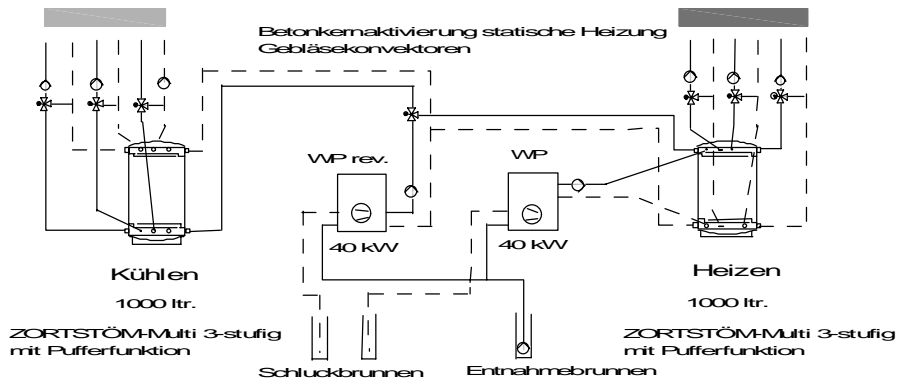 Betonkernaktivierung statische Heizung
Gebläsekonvektoren
WP rev.
WP
40 kW
40 kW
Kühlen
Heizen
1000 ltr.
1000 ltr.
ZORTSTÖM-Multi 3-stufig
mit Pufferfunktion
ZORTSTÖM-Multi 3-stufig
mit Pufferfunktion
Schluckbrunnen
Entnahmebrunnen